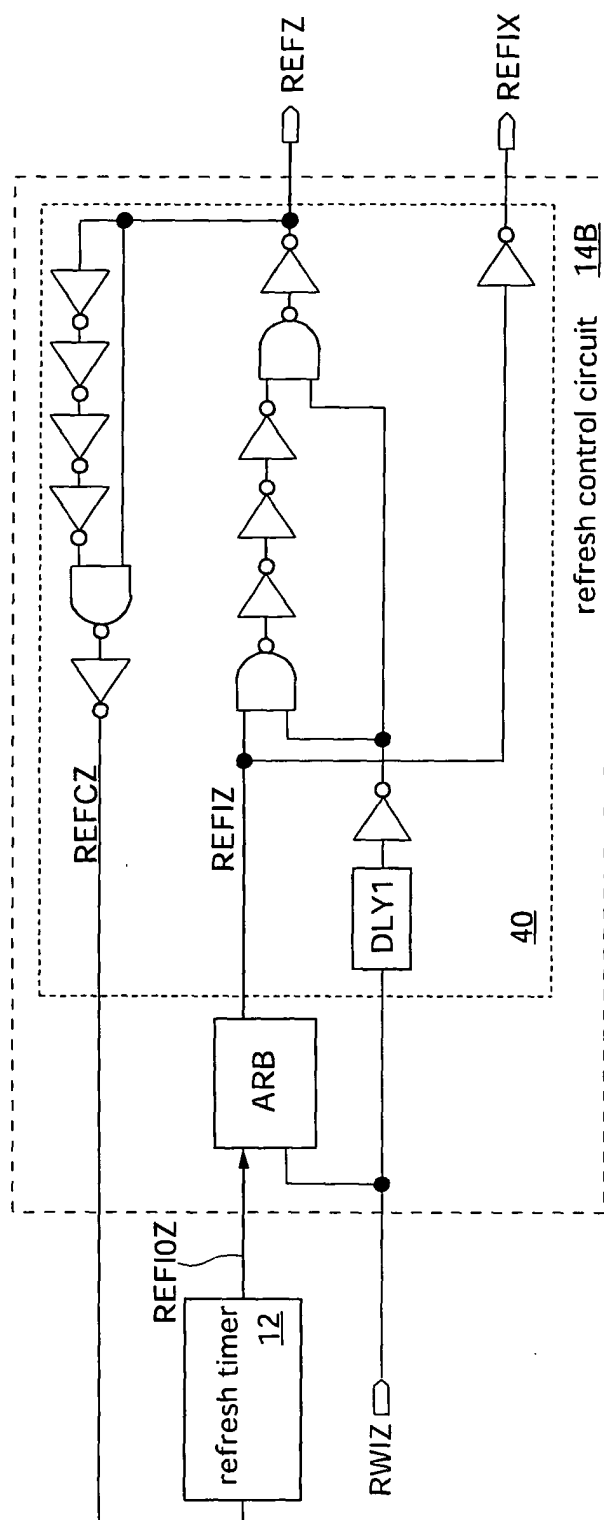 REFCZ
REFIZ
REFI0Z
refresh timer
12
ARB
DLY1
40
RWIZ
REFZ
REFIX
refresh control circuit 14B